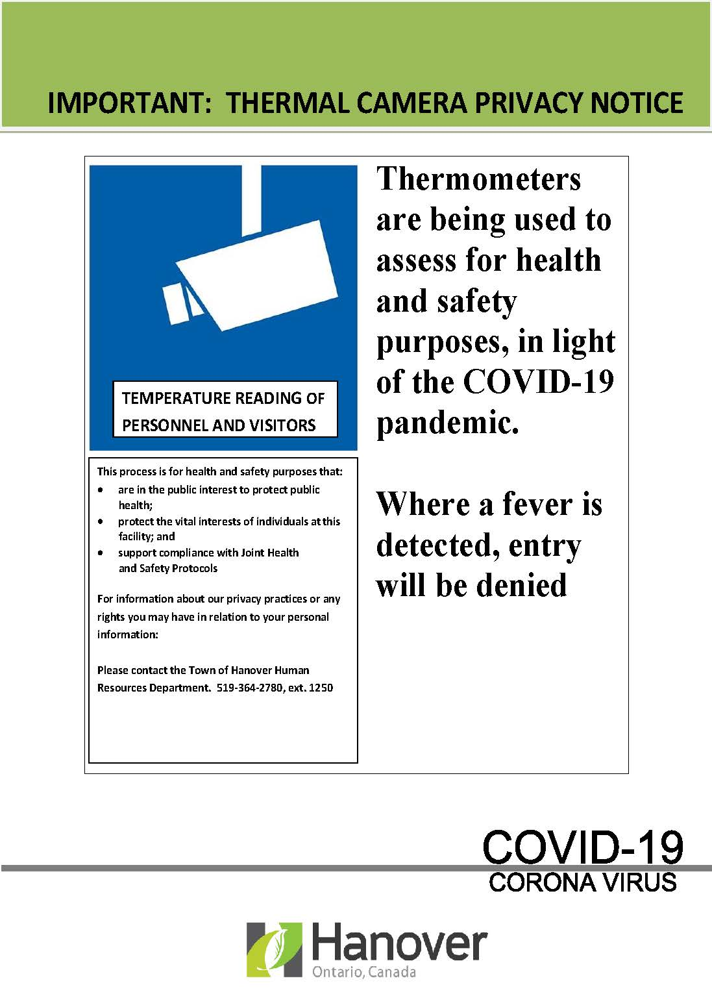 IMPORTANT: THERMAL CAMERA PRIVACY NOTICE
TEMPERATURE READING OF
PERSONNEL AND VISITORS
This process is for health and safety purposes that:
• are in the public interest to protect public
health;
• protect the vital interests of individuals at this
facility; and
• support compliance with Joint Health
and Safety Protocols
For information about our privacy practices or any
rights you may have in relation to your personal
information:
Please contact the Town of Hanover Human
Resources Department. 519-364-2780, ext. 1250
Thermometers
are being used to
assess for health
and safety
purposes, in light
of the COVID-19
pandemic.
Where a fever is
detected, entry
will be denied
COVID-19
CORONA VIRUS
Hanover
Ontario, Canada